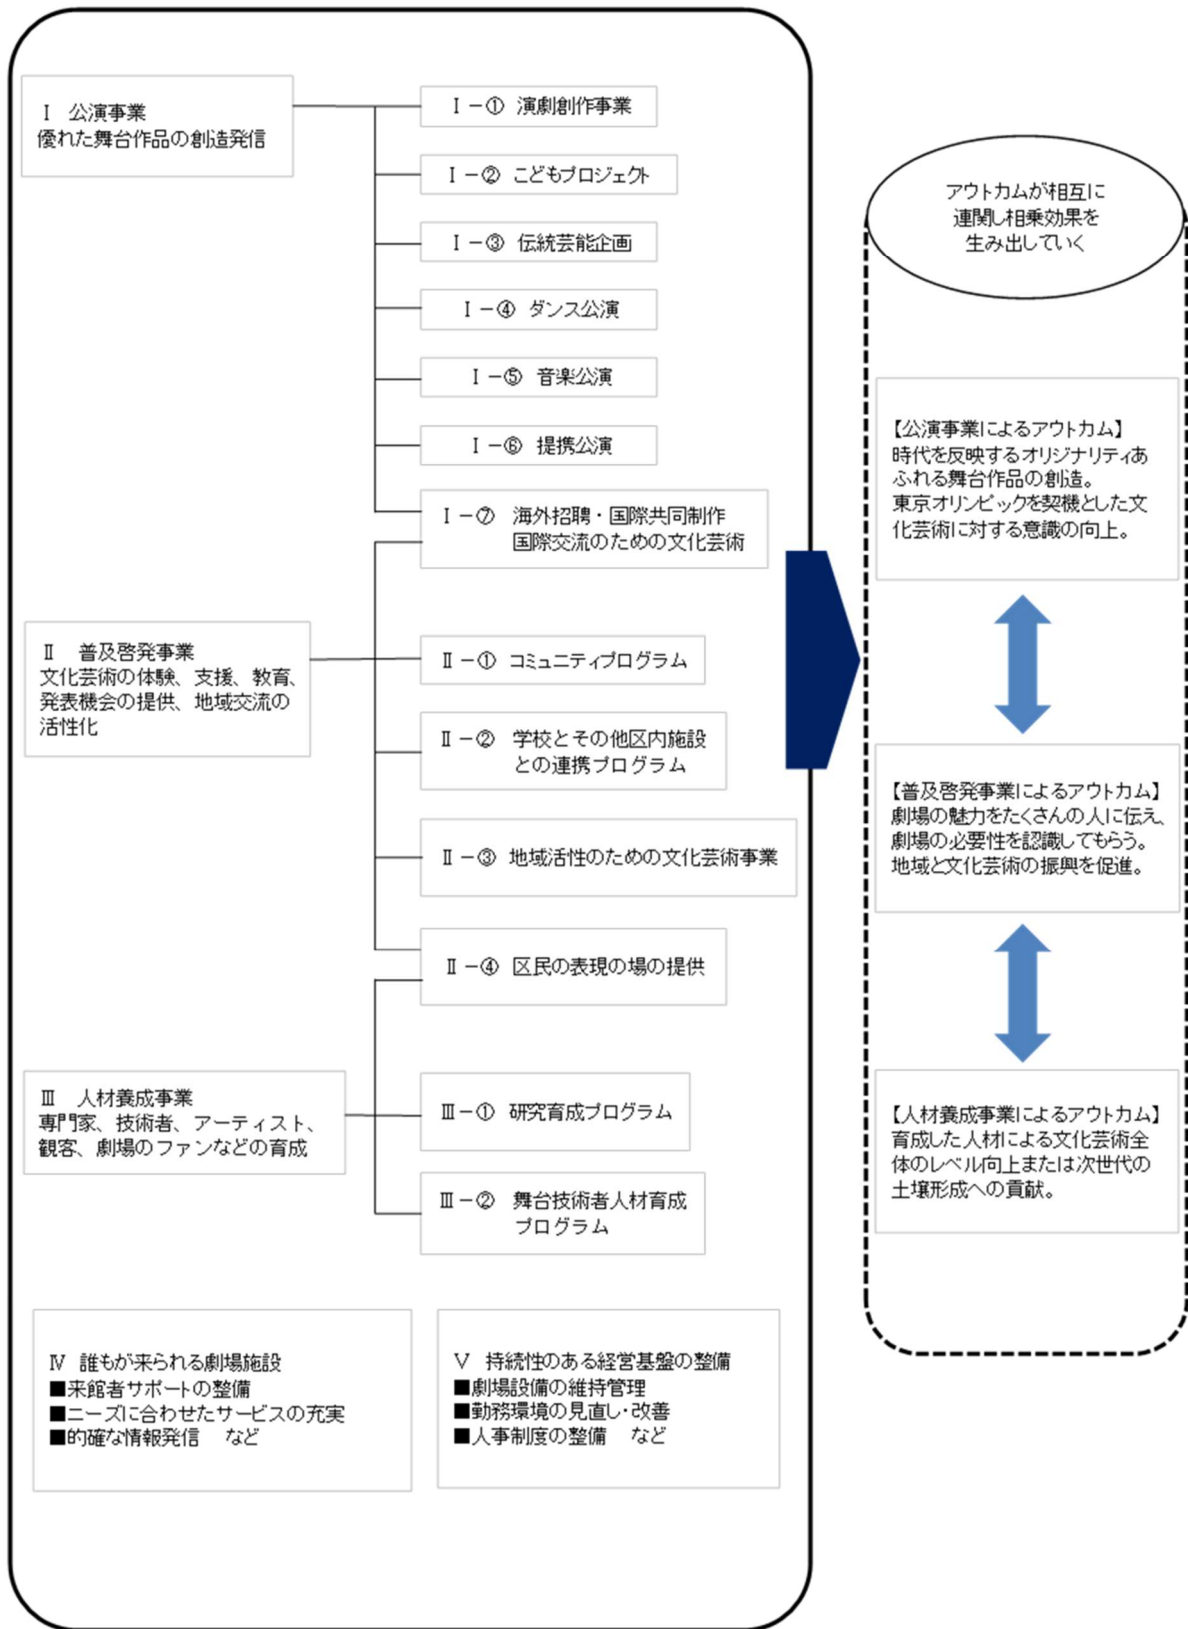 Ⅰ　公演事業
優れた舞台作品の創造発信
Ⅰ－① 演劇創作事業
Ⅰ－② こどもプロジェクト
Ⅰ－③ 伝統芸能企画
Ⅰ－④ ダンス公演
Ⅰ－⑤ 音楽公演
Ⅰ－⑥ 提携公演
Ⅰ－⑦ 海外招聘・国際共同制作
国際交流のための文化芸術
Ⅱ　普及啓発事業
文化芸術の体験、支援、教育、
発表機会の提供、地域交流の
活性化
Ⅱ－① コミュニティプログラム
Ⅱ－② 学校とその他区内施設
との連携プログラム
Ⅱ－③ 地域活性のための文化芸術事業
Ⅱ－④ 区民の表現の場の提供
Ⅲ　人材養成事業
専門家、技術者、アーティスト、
観客、劇場のファンなどの育成
Ⅲ－① 研究育成プログラム
Ⅲ－② 舞台技術者人材育成
プログラム
Ⅳ 誰もが来られる劇場施設
■来館者サポートの整備
■ニーズに合わせたサービスの充実
■的確な情報発信　など
Ⅴ 持続性のある経営基盤の整備
■劇場設備の維持管理
■勤務環境の見直し・改善
■人事制度の整備　など
アウトカムが相互に
連関し相乗効果を
生み出していく
【公演事業によるアウトカム】
時代を反映するオリジナリティあ
ふれる舞台作品の創造。
東京オリンピックを契機とした文
化芸術に対する意識の向上。
【普及啓発事業によるアウトカム】
劇場の魅力をたくさんの人に伝え、
劇場の必要性を認識してもらう。
地域と文化芸術の振興を促進。
【人材養成事業によるアウトカム】
育成した人材による文化芸術全
体のレベル向上または次世代の
土壌形成への貢献。